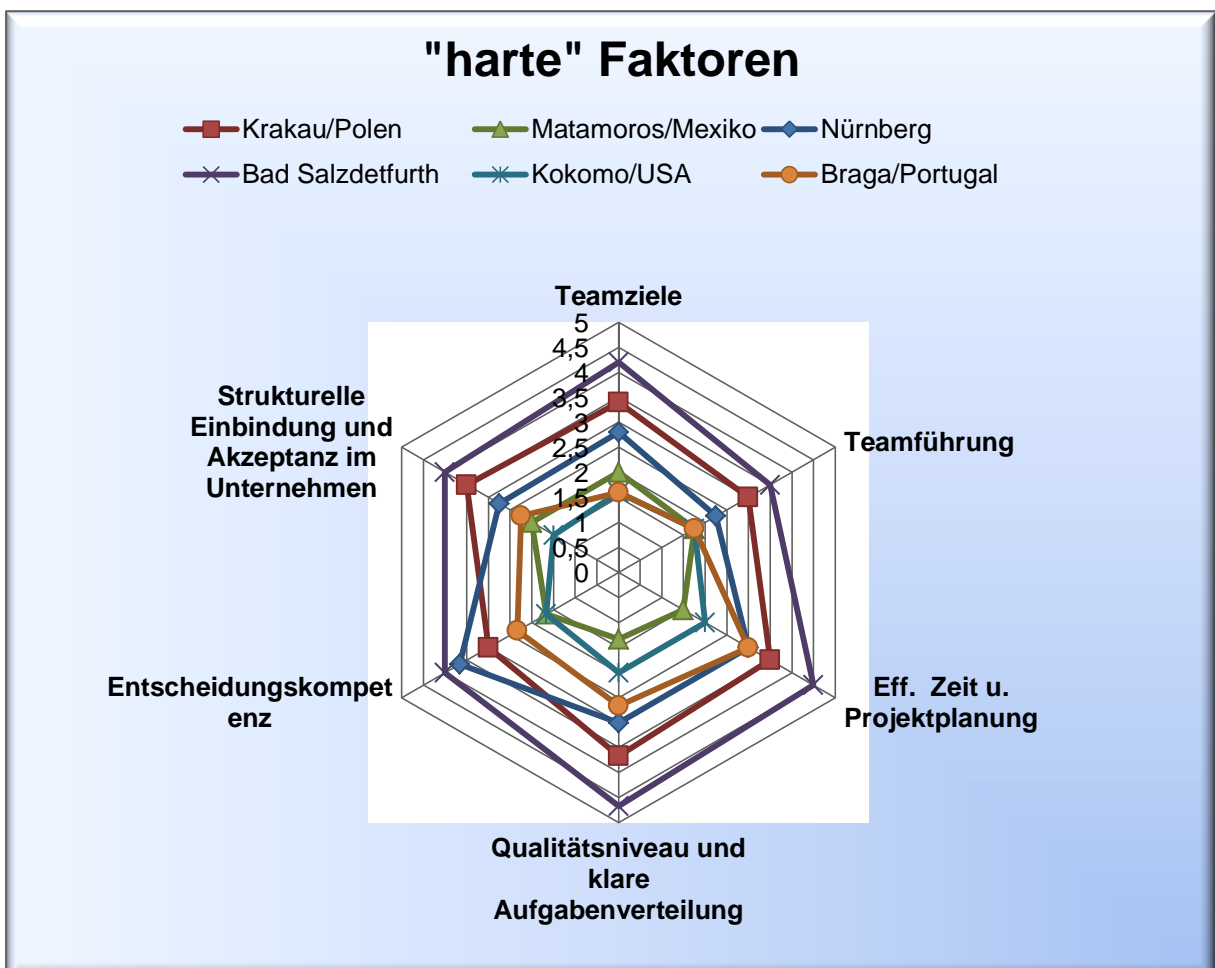 "harte" Faktoren
Krakau/Polen
Matamoros/Mexiko
Nürnberg
Bad Salzdetfurth
Kokomo/USA
Braga/Portugal
Teamziele
5
4,5
4
3,5
3
2,5
2
1,5
1
0,5
0
Teamführung
Eff.  Zeit u.
Projektplanung
Qualitätsniveau und
klare
Aufgabenverteilung
Entscheidungskompet
enz
Strukturelle
Einbindung und
Akzeptanz im
Unternehmen